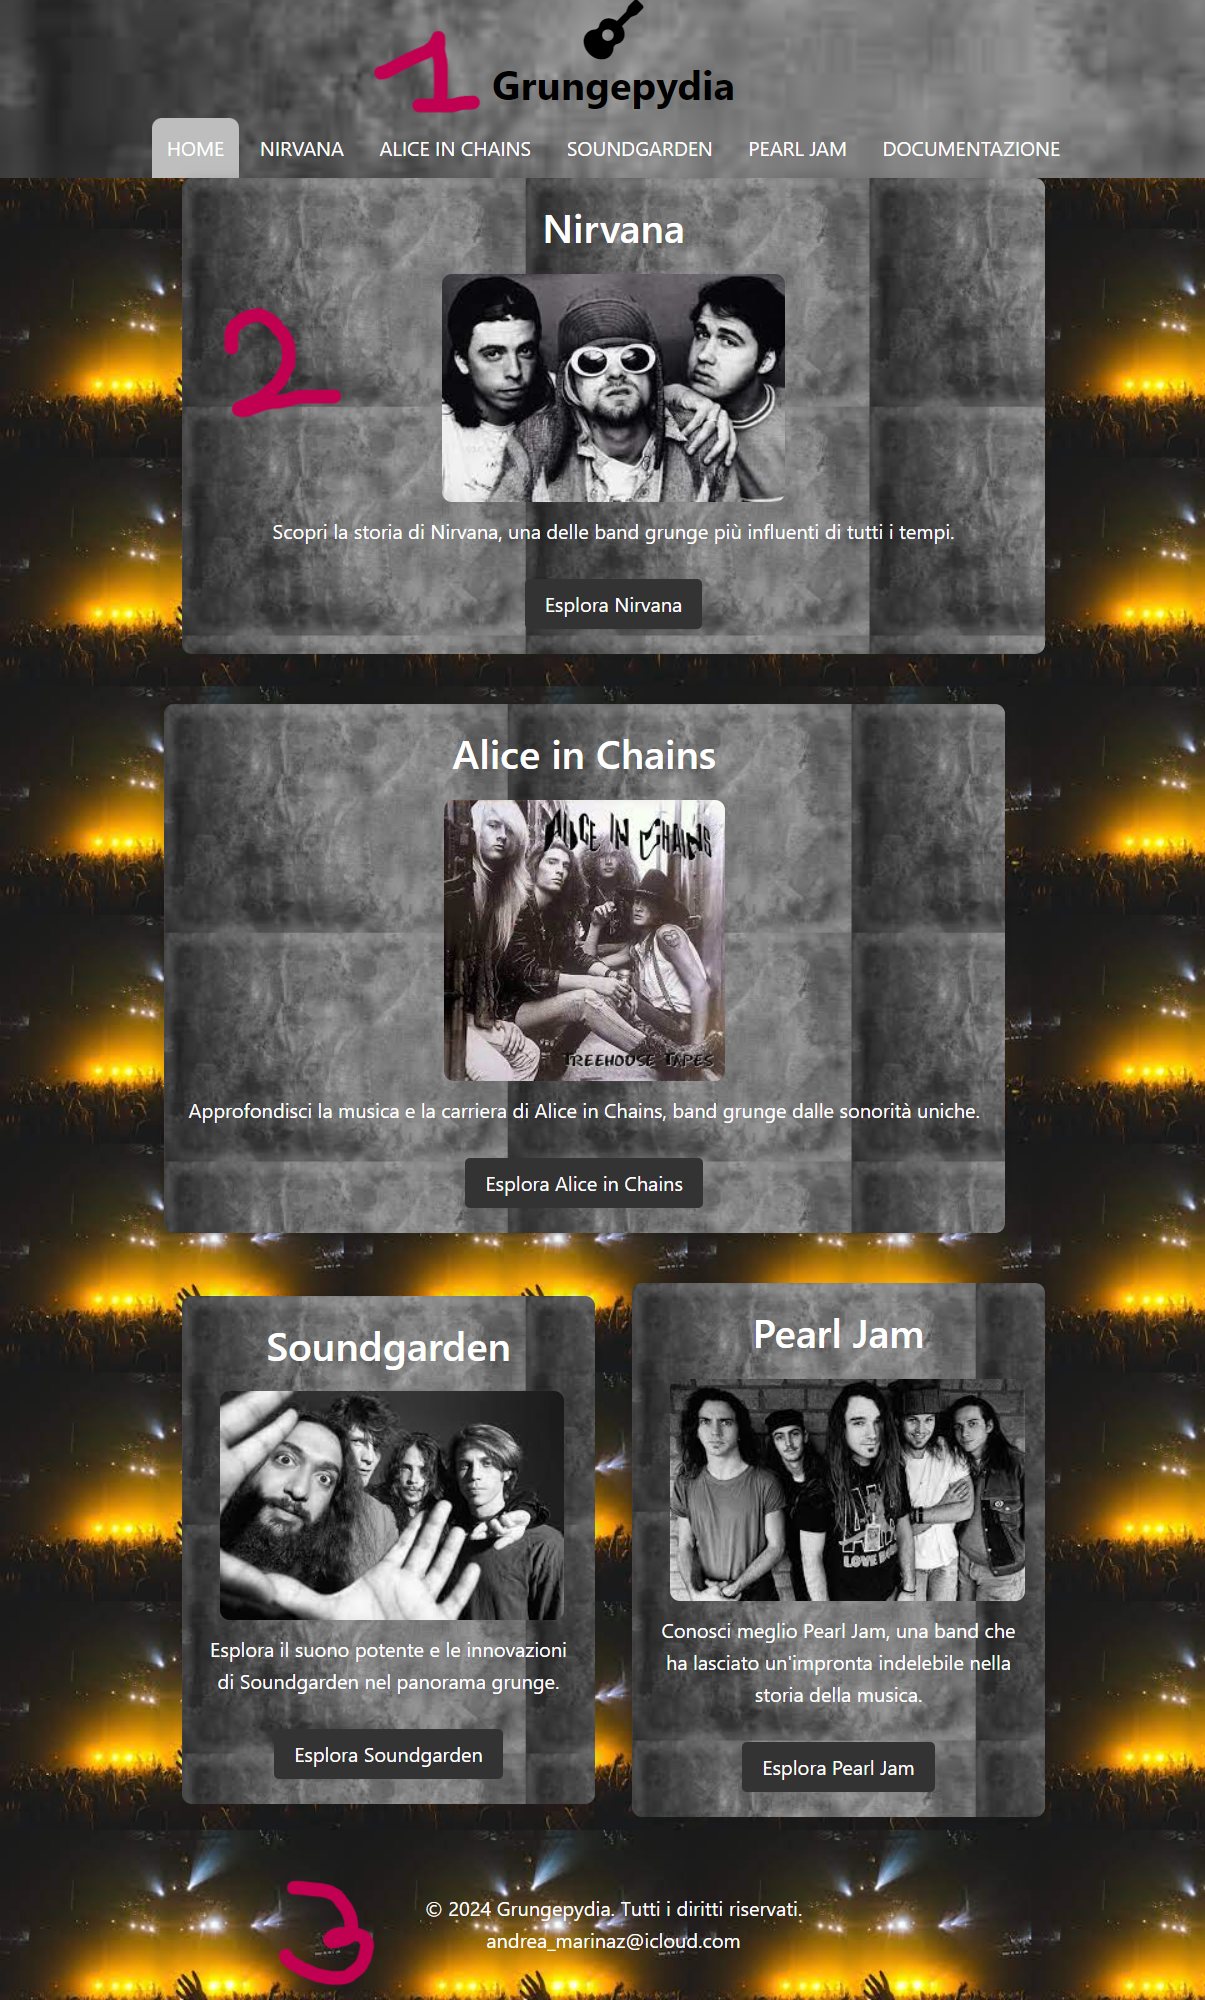 1
Grungepydia
HOME NIRVANA ALICE IN CHAINS SOUNDGARDEN PEARL JAM DOCUMENTAZIONE
Nirvana
2
Scopri la storia di Nirvana, una delle band grunge più influenti di tutti i tempi.
Esplora Nirvana
Alice in Chains
ALICE IN CHAINS
TREEHOUSE TAPES
Approfondisci la musica e la carriera di Alice in Chains, band grunge dalle sonorità uniche.
Esplora Alice in Chains
Soundgarden
Esplora il suono potente e le innovazioni
di Soundgarden nel panorama grunge.
Esplora Soundgarden
Pearl Jam
LOVE
Conosci meglio Pearl Jam, una band che
ha lasciato un'impronta indelebile nella
storia della musica.
Esplora Pearl Jam
3
© 2024 Grungepydia. Tutti i diritti riservati.
andrea_marinaz@icloud.com